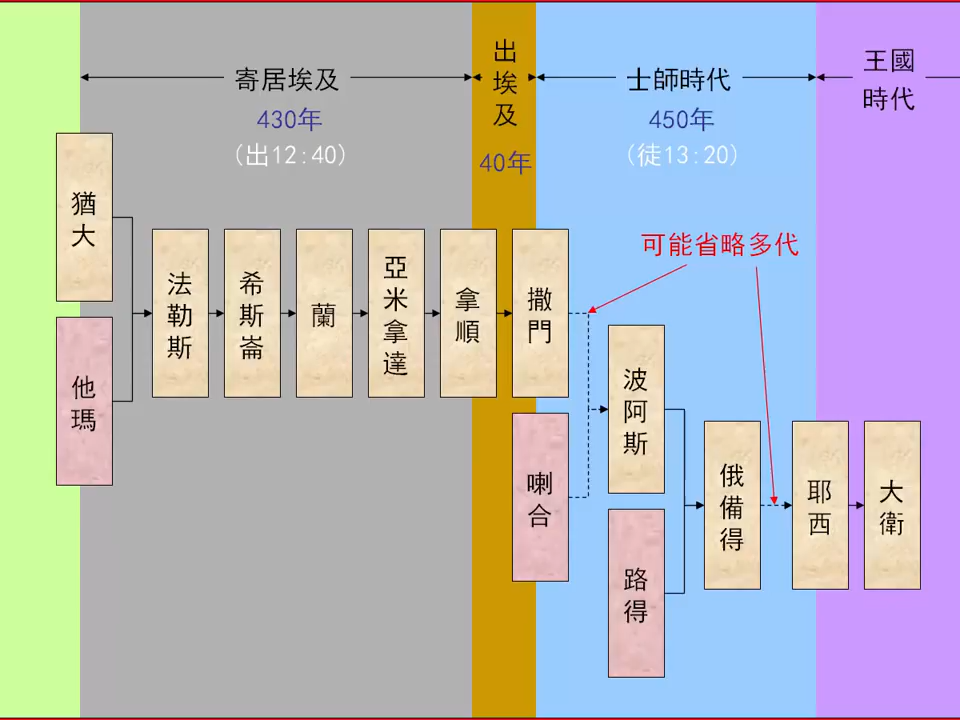 寄居埃及
430年
(出12:40)
出埃及
40年
士師時代
450年
(徒13:20)
王國
時代
猶大
他瑪
法勒斯
希斯崙
蘭
亞米拿達
拿順
撒門
喇合
可能省略多代
波阿斯
路得
俄備得
耶西
大衛